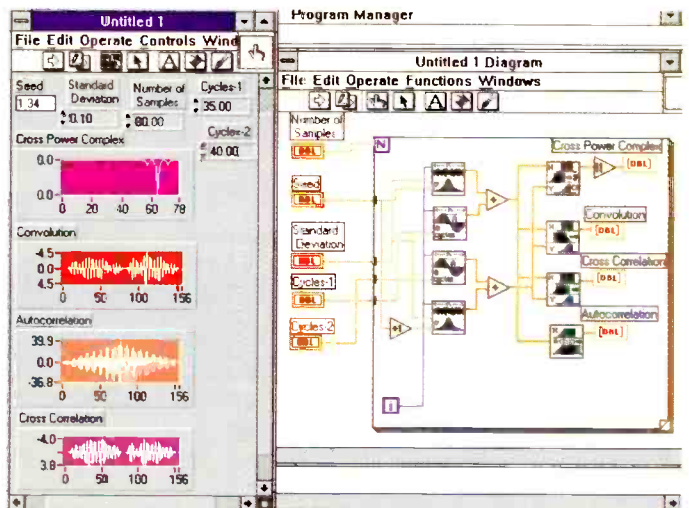 Untitled 1
File Edit Operate Controls Wind
Seed
Standard
Deviation
Number of
Samples
Cycles-1
1.34
0.10
80.00
35.00
Cycles-2
40.00
Cross Power Complex
0.0
0.0
0 20 40 60 78
Convolution
-4.5
0.0
4.5
0 50 100 156
Autocorrelation
39.9
0.0
-36.8
0 50 100 156
Cross Correlation
-4.0
3.8
0 50 100 156
Program Manager
Untitled 1 Diagram
File Edit Operate Functions Windows
Number of
Samples
DBL
Seed
DBL
Standard
Deviation
DBL
Cycles-1
DBL
Cycles-2
DBL
N
i
+1
Cross Power Complex
[DBL]
Convolution
[DBL]
Cross Correlation
[DBL]
Autocorrelation
[DBL]